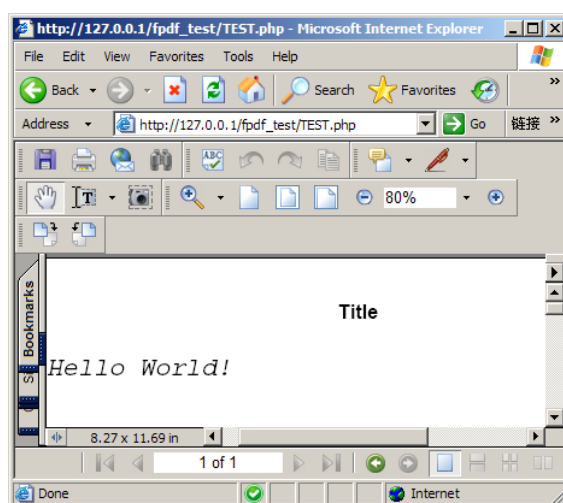 http://127.0.0.1/fpdf_test/TEST.php - Microsoft Internet Explorer
File Edit View Favorites Tools Help
Back Search Favorites »
Address http://127.0.0.1/fpdf_test/TEST.php Go 链接 »
ABC
T 80%
Bookmarks
Title
Hello World!
8.27 x 11.69 in
1 of 1
Done Internet